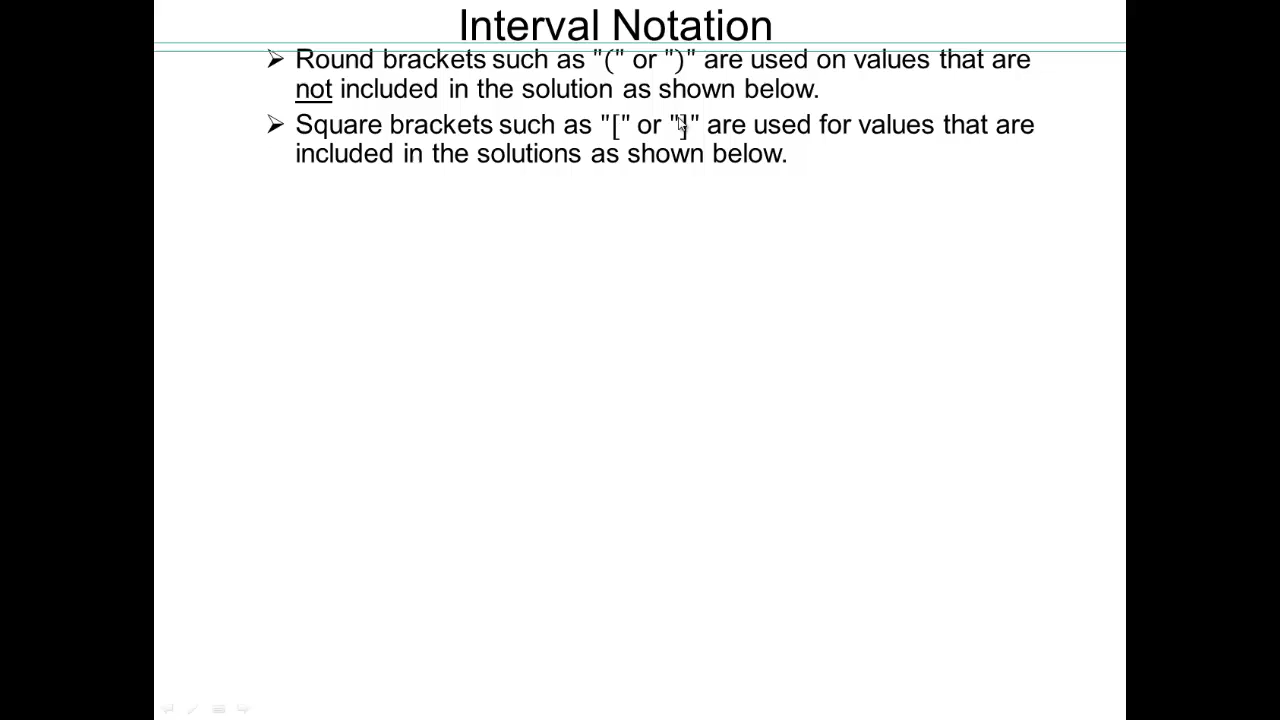 Interval Notation
➢ Round brackets such as "(" or ")" are used on values that are
not included in the solution as shown below.
➢ Square brackets such as "[" or "]" are used for values that are
included in the solutions as shown below.